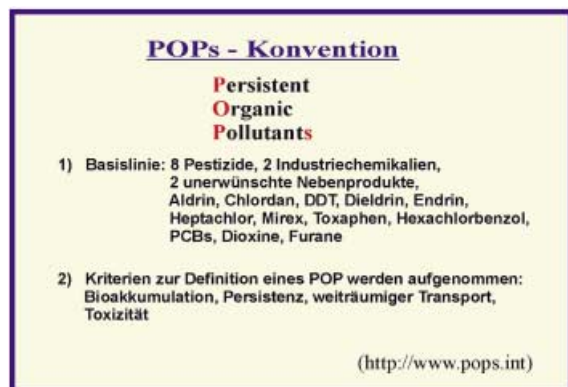 POPs - Konvention
Persistent
Organic
Pollutants
1) Basislinie: 8 Pestizide, 2 Industriechemikalien,
2 unerwünschte Nebenprodukte,
Aldrin, Chlordan, DDT, Dieldrin, Endrin,
Heptachlor, Mirex, Toxaphen, Hexachlorbenzol,
PCBs, Dioxine, Furane
2) Kriterien zur Definition eines POP werden aufgenommen:
Bioakkumulation, Persistenz, weiträumiger Transport,
Toxizität
(http://www.pops.int)